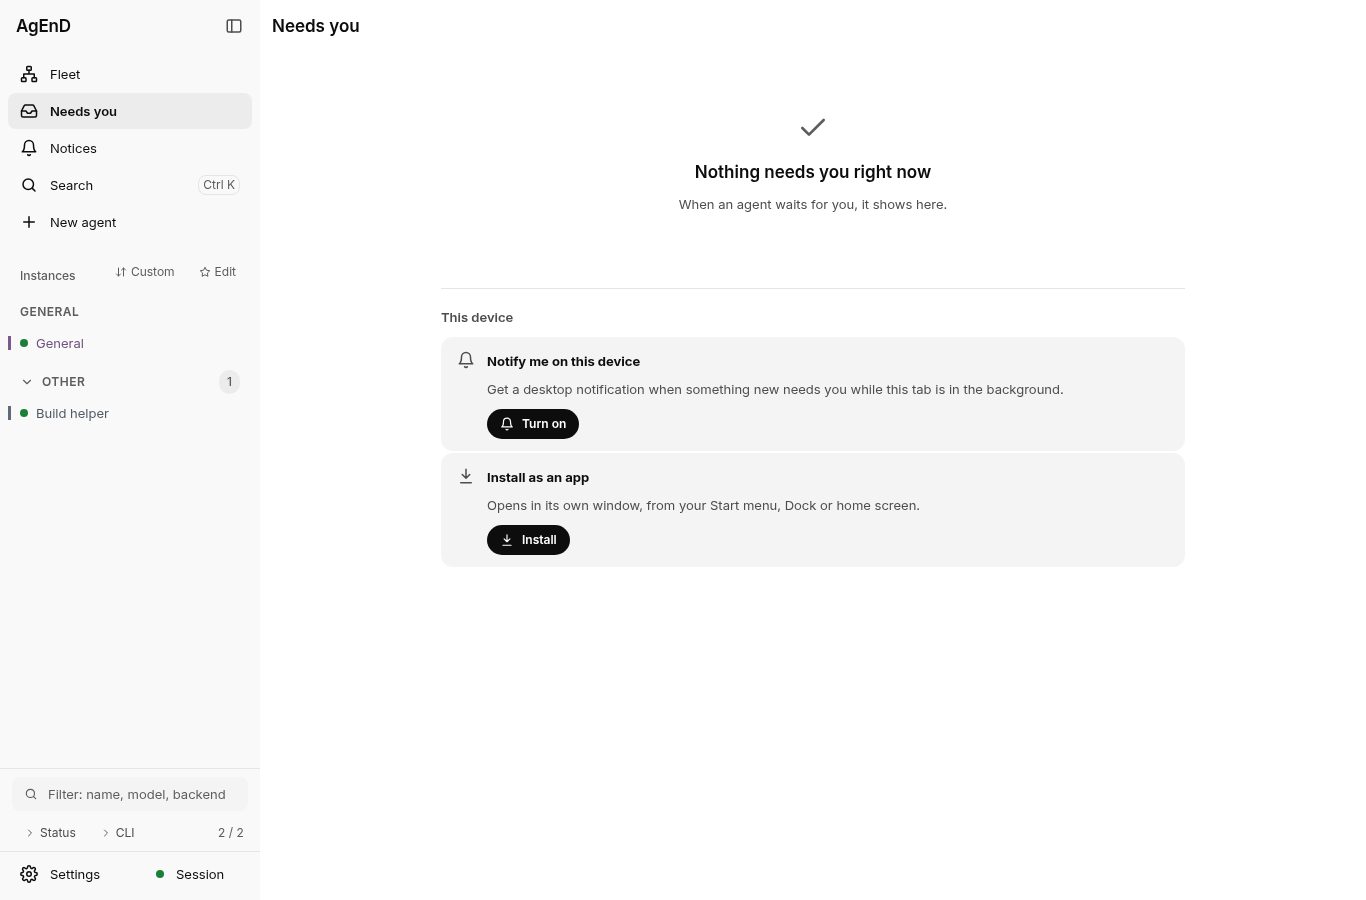 AgEnD
Fleet
Needs you
Notices
Search
Ctrl K
New agent
Instances
Custom
Edit
GENERAL
General
OTHER
1
Build helper
Filter: name, model, backend
Status
CLI
2 / 2
Settings
Session
Needs you
Nothing needs you right now
When an agent waits for you, it shows here.
This device
Notify me on this device
Get a desktop notification when something new needs you while this tab is in the background.
Turn on
Install as an app
Opens in its own window, from your Start menu, Dock or home screen.
Install